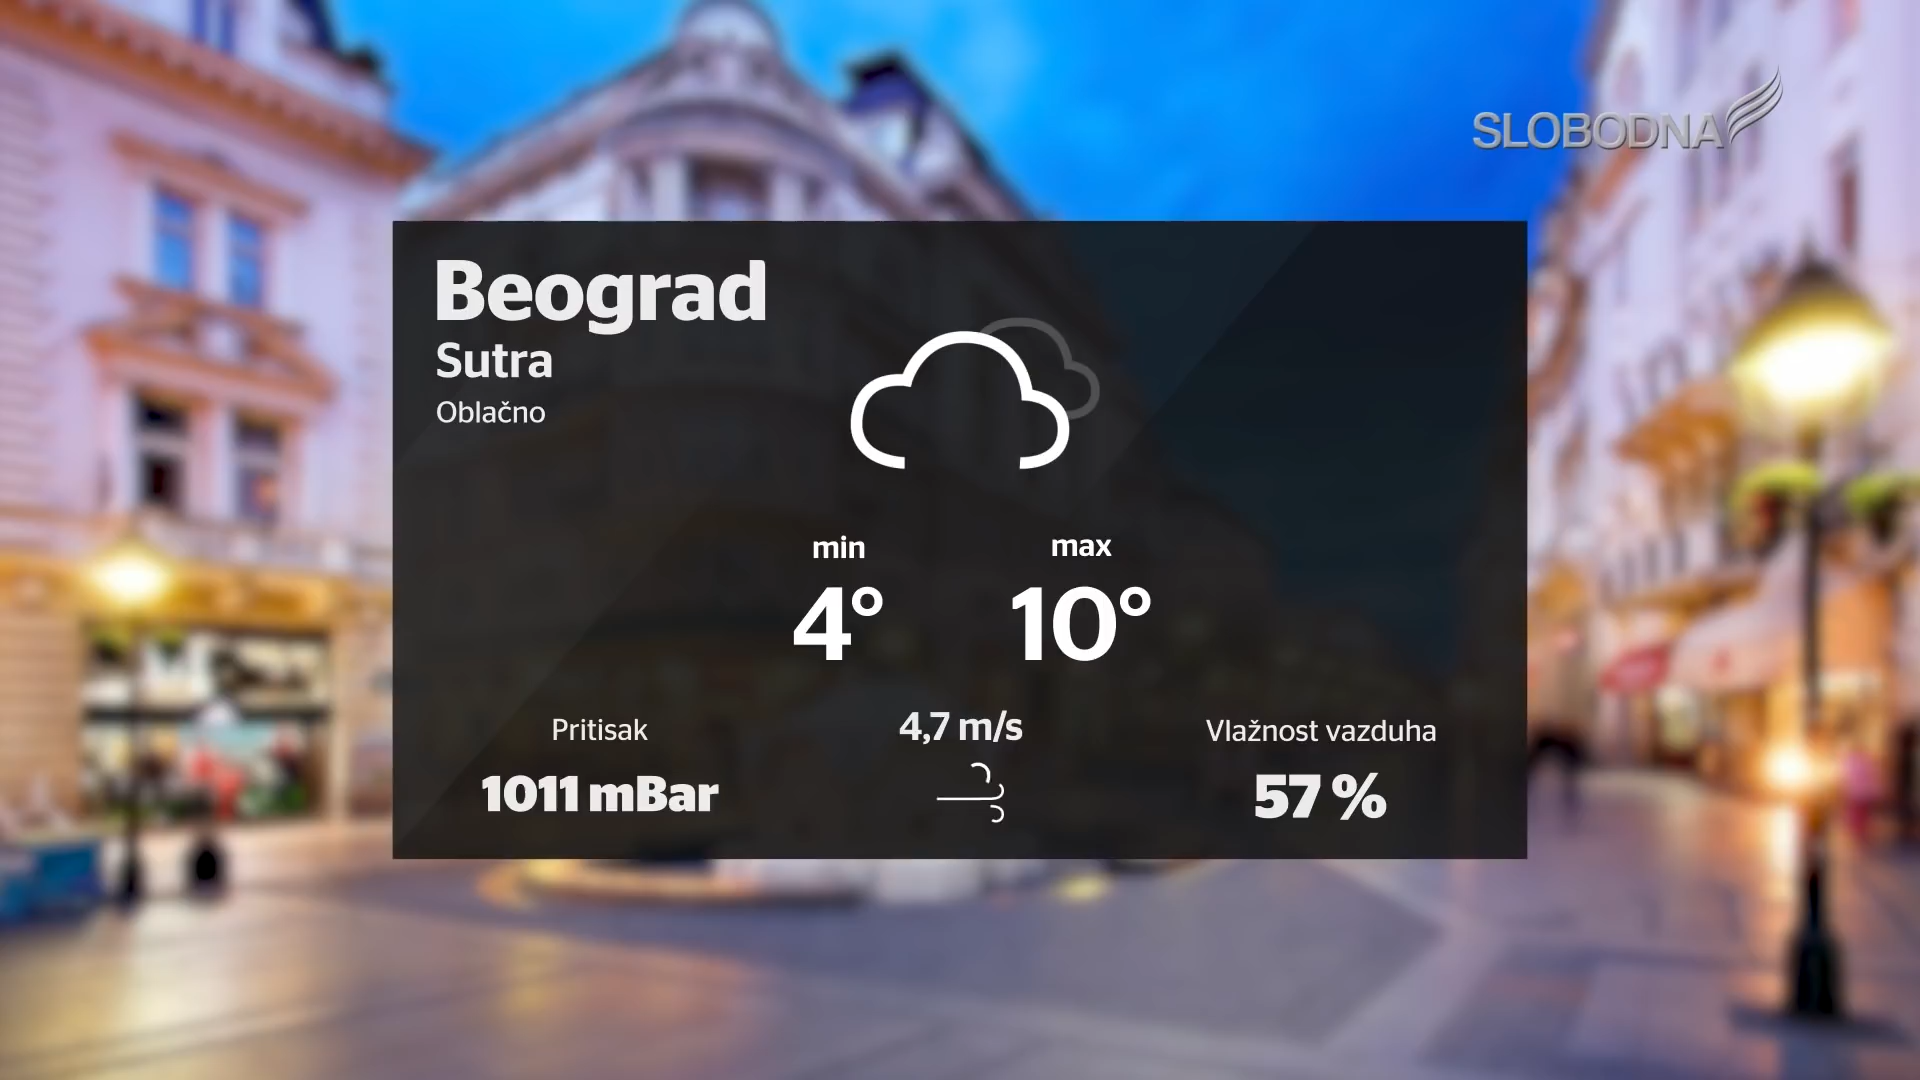 SLOBODNA
Beograd
Sutra
Oblačno
min
max
4°
10°
Pritisak
4,7 m/s
Vlažnost vazduha
1011 mBar
57 %